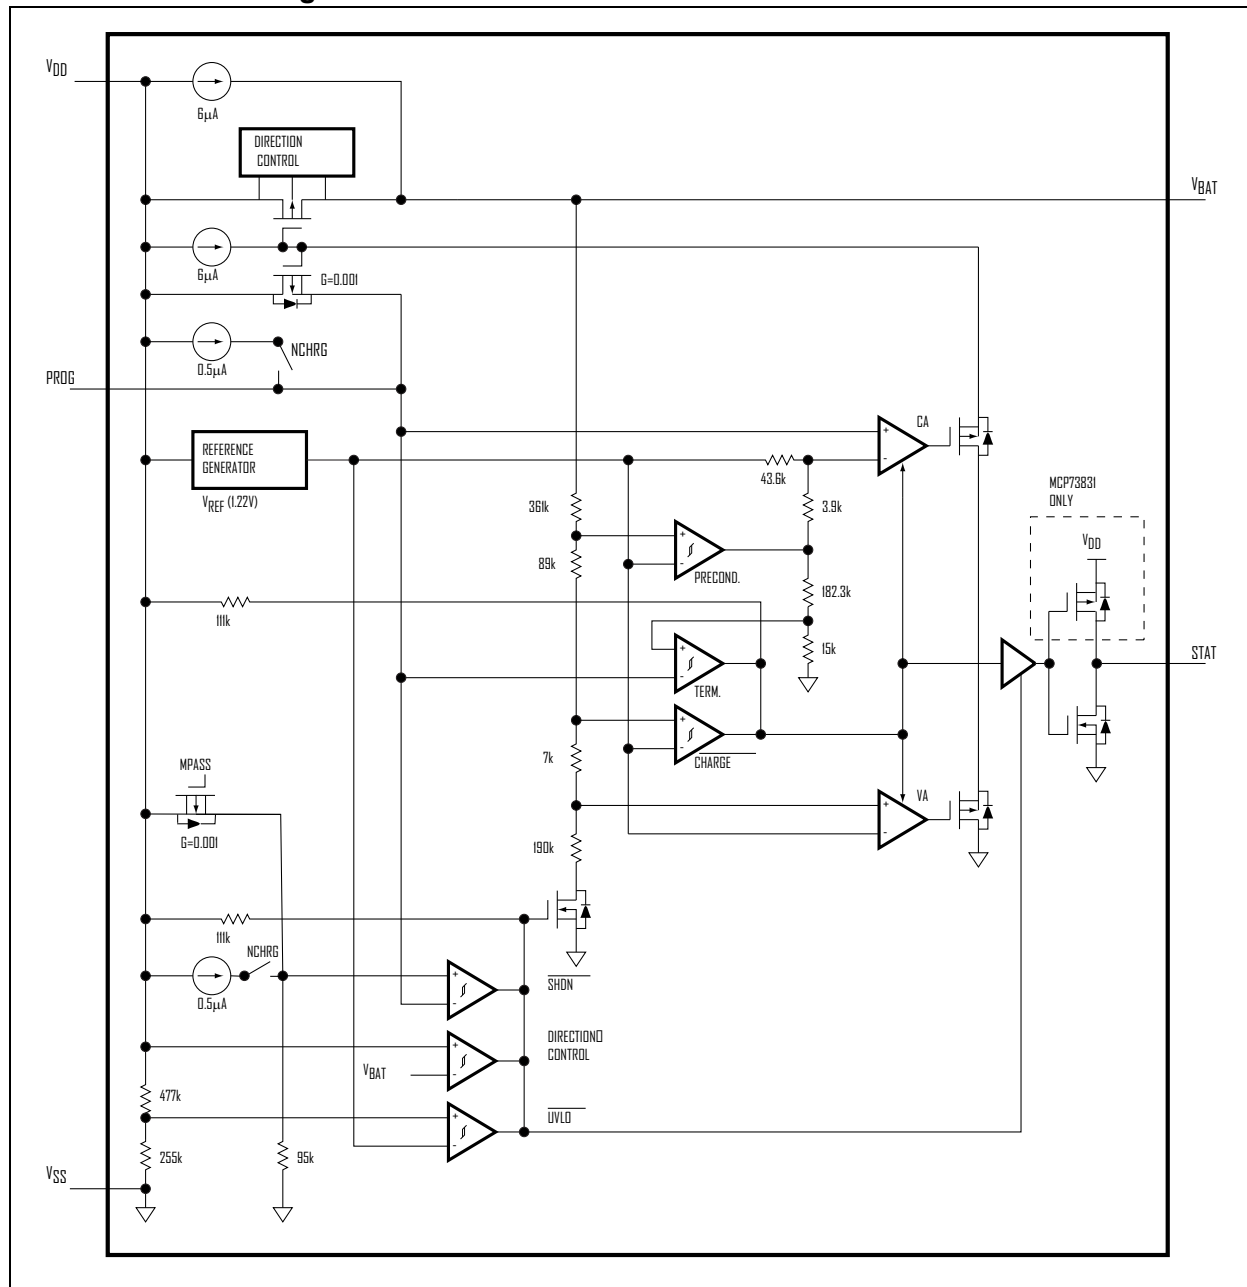 VDD
6µA
DIRECTION
CONTROL
VBAT
6µA
G=0.001
0.5µA
NCHRG
PROG
CA
REFERENCE
GENERATOR
VREF (1.22V)
43.6k
MCP73831
ONLY
361k
3.9k
VDD
89k
PRECOND.
182.3k
111k
15k
STAT
TERM.
7k
CHARGE
MPASS
VA
G=0.001
190k
111k
NCHRG
0.5µA
SHDN
DIRECTION
CONTROL
VBAT
477k
UVLO
255k
95k
VSS
+
-
+
-
+
-
+
-
+
-
+
-
+
-
+
-